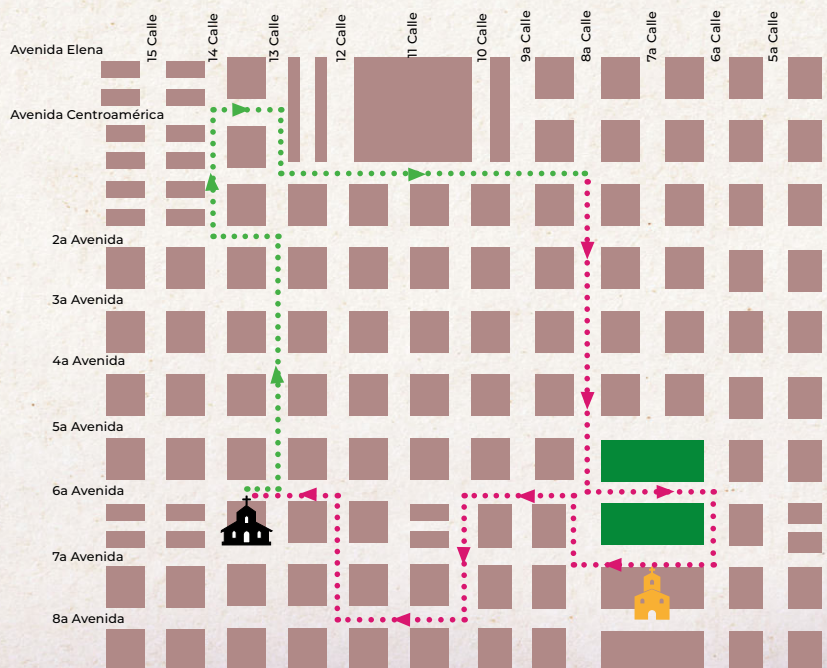 15 Calle
14 Calle
13 Calle
12 Calle
11 Calle
10 Calle
9a Calle
8a Calle
7a Calle
6a Calle
5a Calle
Avenida Elena
Avenida Centroamérica
2a Avenida
3a Avenida
4a Avenida
5a Avenida
6a Avenida
7a Avenida
8a Avenida